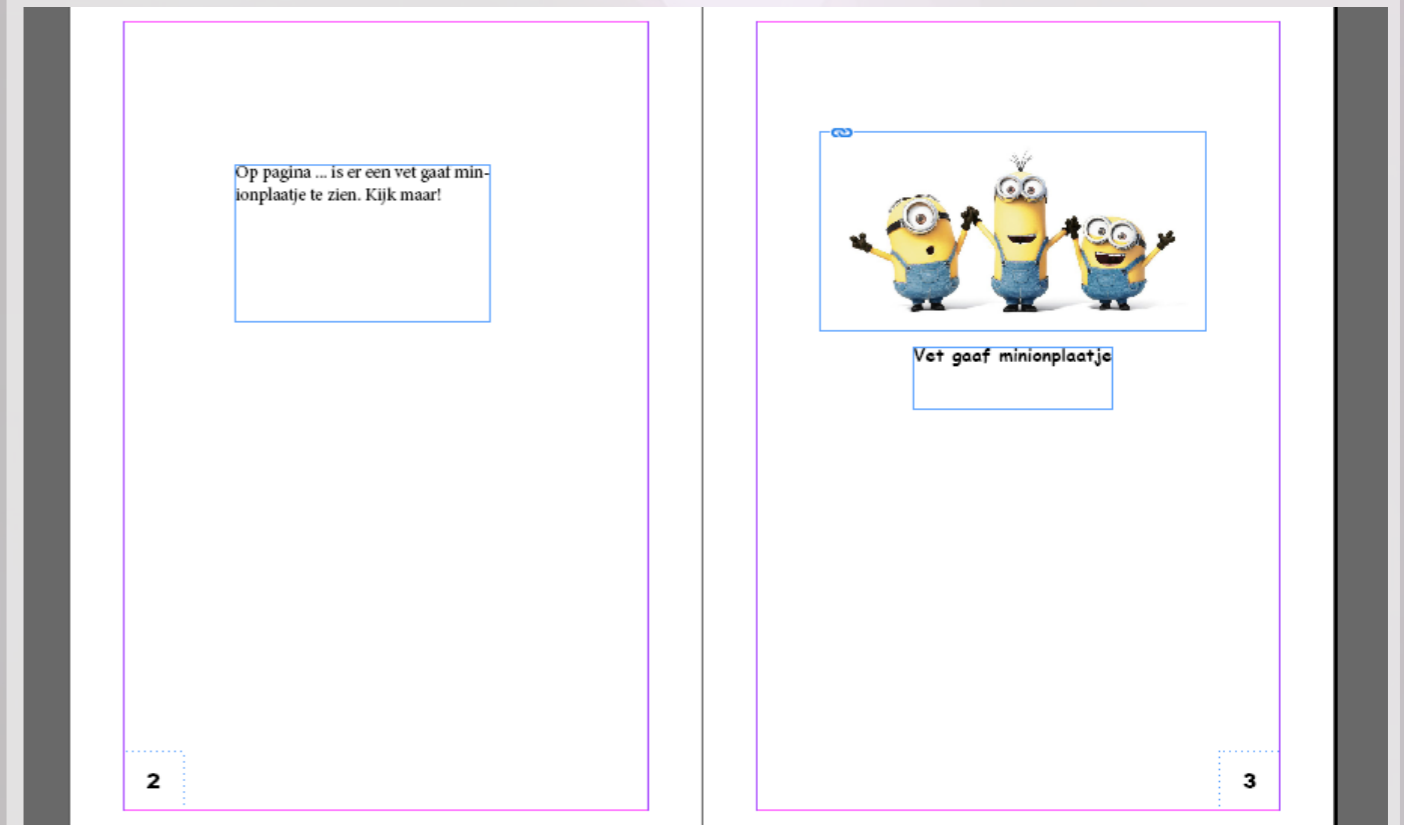 Op pagina ... is er een vet gaaf min-
ionplaatje te zien. Kijk maar!
2
Vet gaaf minionplaatje
3